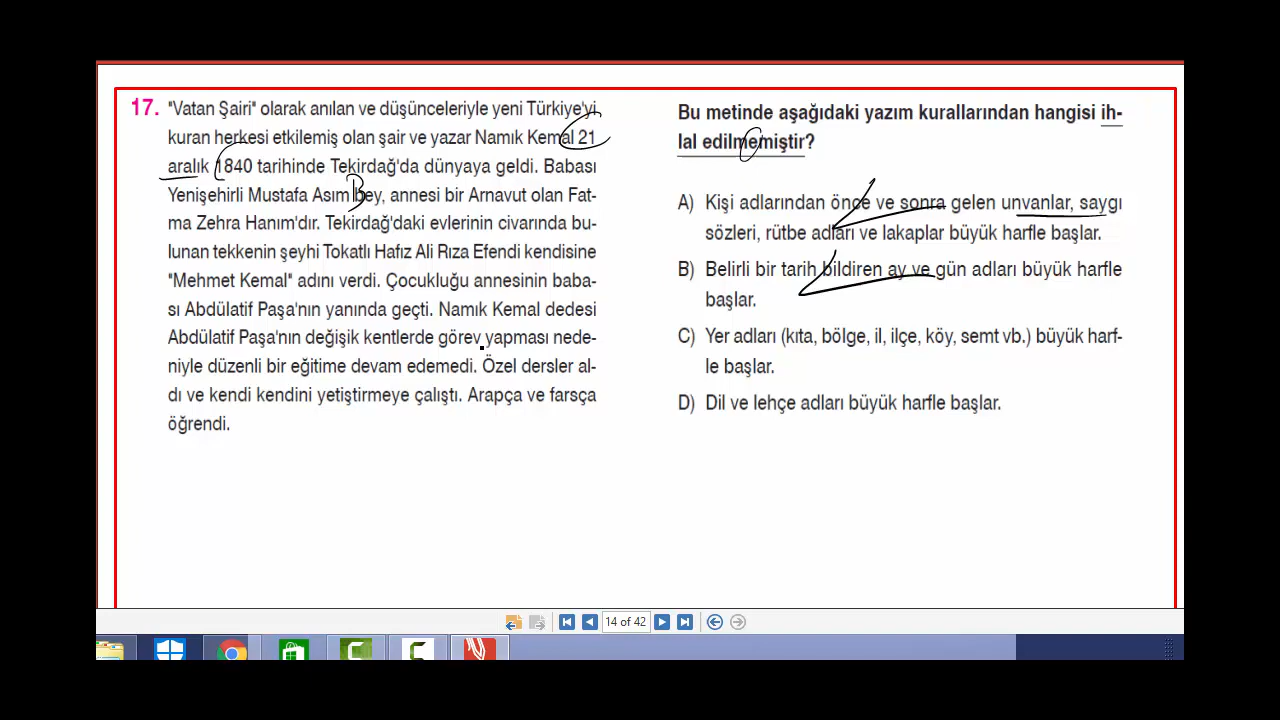 17. "Vatan Şairi" olarak anılan ve düşünceleriyle yeni Türkiye'yi
kuran herkesi etkilemiş olan şair ve yazar Namık Kemal 21
aralık 1840 tarihinde Tekirdağ'da dünyaya geldi. Babası
Yenişehirli Mustafa Asım bey, annesi bir Arnavut olan Fat-
ma Zehra Hanım'dır. Tekirdağ'daki evlerinin civarında bu-
lunan tekkenin şeyhi Tokatlı Hafız Ali Rıza Efendi kendisine
"Mehmet Kemal" adını verdi. Çocukluğu annesinin baba-
sı Abdülatif Paşa'nın yanında geçti. Namık Kemal dedesi
Abdülatif Paşa'nın değişik kentlerde görev yapması nede-
niyle düzenli bir eğitime devam edemedi. Özel dersler al-
dı ve kendi kendini yetiştirmeye çalıştı. Arapça ve farsça
öğrendi.
Bu metinde aşağıdaki yazım kurallarından hangisi ih-
lal edilmemiştir?
A) Kişi adlarından önce ve sonra gelen unvanlar, saygı
sözleri, rütbe adları ve lakaplar büyük harfle başlar.
B) Belirli bir tarih bildiren ay ve gün adları büyük harfle
başlar.
C) Yer adları (kıta, bölge, il, ilçe, köy, semt vb.) büyük harf-
le başlar.
D) Dil ve lehçe adları büyük harfle başlar.
B
14 of 42